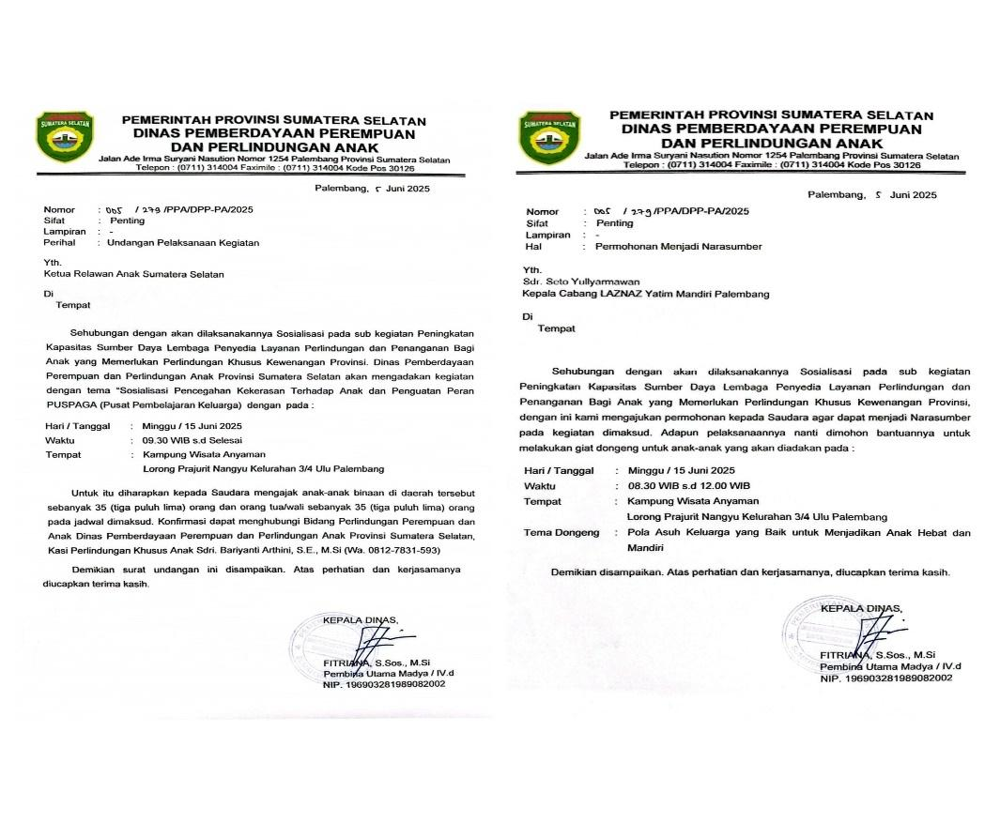 SUMATERA SELATAN
PEMERINTAH PROVINSI SUMATERA SELATAN
DINAS PEMBERDAYAAN PEREMPUAN
DAN PERLINDUNGAN ANAK
Jalan Ade Irma Suryani Nasution Nomor 1254 Palembang Provinsi Sumatera Selatan
Telepon : (0711) 314004 Faximile : (0711) 314004 Kode Pos 30126
Palembang, 5 Juni 2025
Nomor : 005 / 279 /PPA/DPP-PA/2025
Sifat : Penting
Lampiran : -
Perihal : Undangan Pelaksanaan Kegiatan
Yth.
Ketua Relawan Anak Sumatera Selatan
Di
Tempat
Sehubungan dengan akan dilaksanakannya Sosialisasi pada sub kegiatan Peningkatan
Kapasitas Sumber Daya Lembaga Penyedia Layanan Perlindungan dan Penanganan Bagi
Anak yang Memerlukan Perlindungan Khusus Kewenangan Provinsi. Dinas Pemberdayaan
Perempuan dan Perlindungan Anak Provinsi Sumatera Selatan akan mengadakan kegiatan
dengan tema “Sosialisasi Pencegahan Kekerasan Terhadap Anak dan Penguatan Peran
PUSPAGA (Pusat Pembelajaran Keluarga) dengan pada :
Hari / Tanggal : Minggu / 15 Juni 2025
Waktu : 09.30 WIB s.d Selesai
Tempat : Kampung Wisata Anyaman
Lorong Prajurit Nangyu Kelurahan 3/4 Ulu Palembang
Untuk itu diharapkan kepada Saudara mengajak anak-anak binaan di daerah tersebut
sebanyak 35 (tiga puluh lima) orang dan orang tua/wali sebanyak 35 (tiga puluh lima) orang
pada jadwal dimaksud. Konfirmasi dapat menghubungi Bidang Perlindungan Perempuan dan
Anak Dinas Pemberdayaan Perempuan dan Perlindungan Anak Provinsi Sumatera Selatan,
Kasi Perlindungan Khusus Anak Sdri. Bariyanti Arthini, S.E., M.Si (Wa. 0812-7831-593)
Demikian surat undangan ini disampaikan. Atas perhatian dan kerjasamanya
diucapkan terima kasih.
KEPALA DINAS,
FITRIANA, S.Sos., M.Si
Pembina Utama Madya / IV.d
NIP. 196903281989082002
SUMATERA SELATAN
PEMERINTAH PROVINSI SUMATERA SELATAN
DINAS PEMBERDAYAAN PEREMPUAN
DAN PERLINDUNGAN ANAK
Jalan Ade Irma Suryani Nasution Nomor 1254 Palembang Provinsi Sumatera Selatan
Telepon : (0711) 314004 Faximile : (0711) 314004 Kode Pos 30126
Palembang, 5 Juni 2025
Nomor : 005 / 279 /PPA/DPP-PA/2025
Sifat : Penting
Lampiran : -
Hal : Permohonan Menjadi Narasumber
Yth.
Sdr. Seto Yullyarmawan
Kepala Cabang LAZNAZ Yatim Mandiri Palembang
Di
Tempat
Sehubungan dengan akan dilaksanakannya Sosialisasi pada sub kegiatan
Peningkatan Kapasitas Sumber Daya Lembaga Penyedia Layanan Perlindungan dan
Penanganan Bagi Anak yang Memerlukan Perlindungan Khusus Kewenangan Provinsi,
dengan ini kami mengajukan permohonan kepada Saudara agar dapat menjadi Narasumber
pada kegiatan dimaksud. Adapun pelaksanaannya nanti dimohon bantuannya untuk
melakukan giat dongeng untuk anak-anak yang akan diadakan pada :
Hari / Tanggal : Minggu / 15 Juni 2025
Waktu : 08.30 WIB s.d 12.00 WIB
Tempat : Kampung Wisata Anyaman
Lorong Prajurit Nangyu Kelurahan 3/4 Ulu Palembang
Tema Dongeng : Pola Asuh Keluarga yang Baik untuk Menjadikan Anak Hebat dan
Mandiri
Demikian disampaikan. Atas perhatian dan kerjasamanya, diucapkan terima kasih.
KEPALA DINAS,
FITRIANA, S.Sos., M.Si
Pembina Utama Madya / IV.d
NIP. 196903281989082002